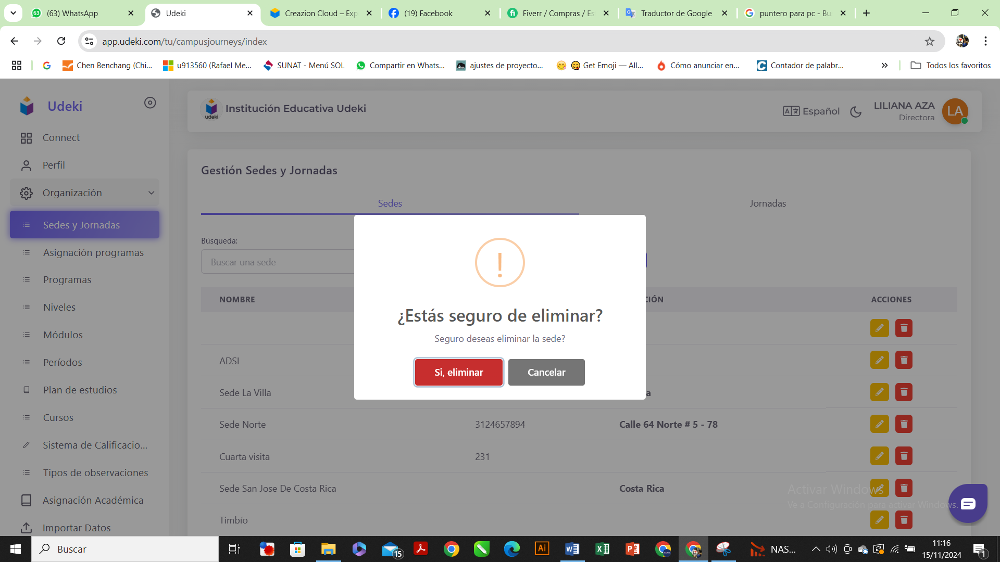 (63) WhatsApp
Udeki
Creazion Cloud – Exp
(19) Facebook
Fiverr / Compras / Es
Traductor de Google
puntero para pc - Bu
app.udeki.com/tu/campusjourneys/index
Chen Benchang (Chi...
u913560 (Rafael Me...
SUNAT - Menú SOL
Compartir en Whats...
ajustes de proyecto...
Get Emoji — All...
Cómo anunciar en...
Contador de palabr...
Todos los favoritos
Udeki
Connect
Perfil
Organización
Sedes y Jornadas
Asignación programas
Programas
Niveles
Módulos
Períodos
Plan de estudios
Cursos
Sistema de Calificacio...
Tipos de observaciones
Asignación Académica
Importar Datos
udeki
Institución Educativa Udeki
Español
LILIANA AZA
Directora
LA
Gestión Sedes y Jornadas
Sedes
Jornadas
Búsqueda:
Buscar una sede
NOMBRE
CIÓN
ACCIONES
ADSI
Sede La Villa
a
Sede Norte
3124657894
Calle 64 Norte # 5 - 78
Cuarta visita
231
Sede San Jose De Costa Rica
Costa Rica
Timbío
¿Estás seguro de eliminar?
Seguro deseas eliminar la sede?
Si, eliminar
Cancelar
Activar Windows
Ve a Configuración para activar Windows.
Buscar
15
Ai
NAS...
11:16
15/11/2024
1